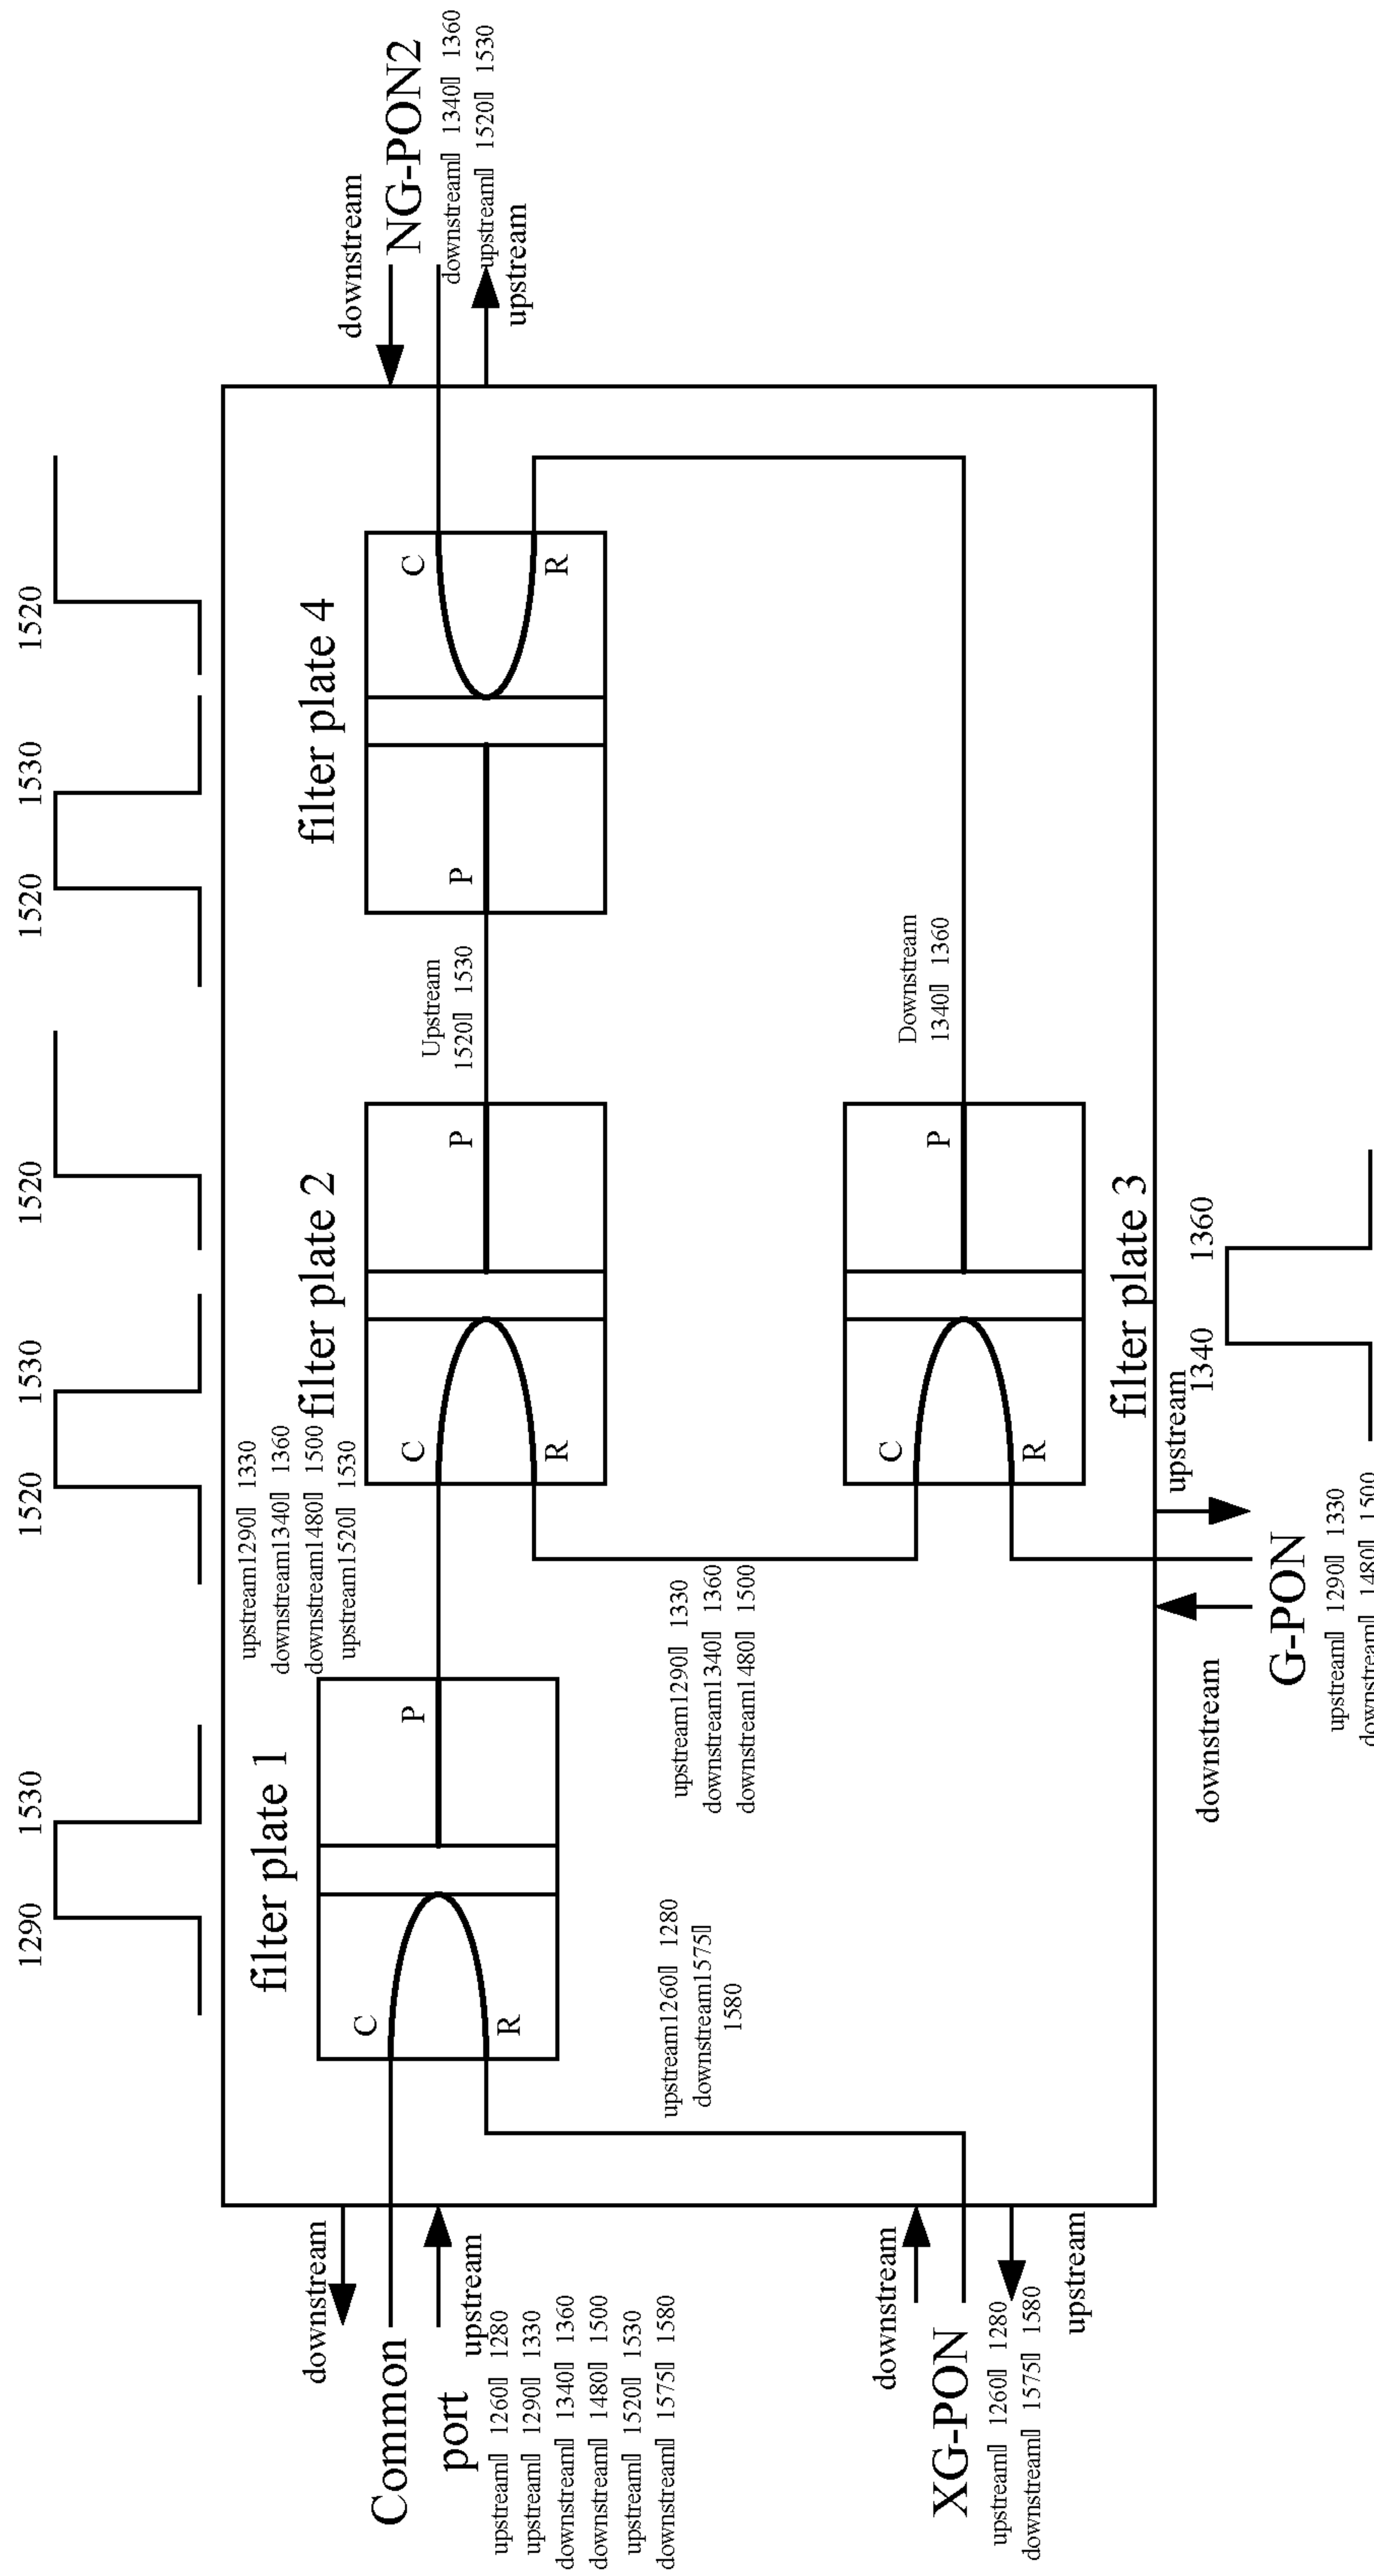 1290 1530
1520 1530
1520
1520 1530
1520
filter plate 1
upstream1290▯ 1330
downstream1340▯ 1360
downstream1480▯ 1500
upstream1520▯ 1530
filter plate 2
filter plate 4
downstream
NG-PON2
downstream▯ 1340▯ 1360
upstream▯ 1520▯ 1530
upstream
downstream
Common
port
upstream
upstream▯ 1260▯ 1280
upstream▯ 1290▯ 1330
downstream▯ 1340▯ 1360
downstream▯ 1480▯ 1500
upstream▯ 1520▯ 1530
downstream▯ 1575▯ 1580
C
R
P
C
R
P
Upstream
1520▯ 1530
P
C
R
upstream1260▯ 1280
downstream1575▯
1580
upstream1290▯ 1330
downstream1340▯ 1360
downstream1480▯ 1500
Downstream
1340▯ 1360
C
R
P
filter plate 3
downstream
XG-PON
upstream▯ 1260▯ 1280
downstream▯ 1575▯ 1580
upstream
downstream
upstream
G-PON
upstream▯ 1290▯ 1330
downstream▯ 1480▯ 1500
1340 1360